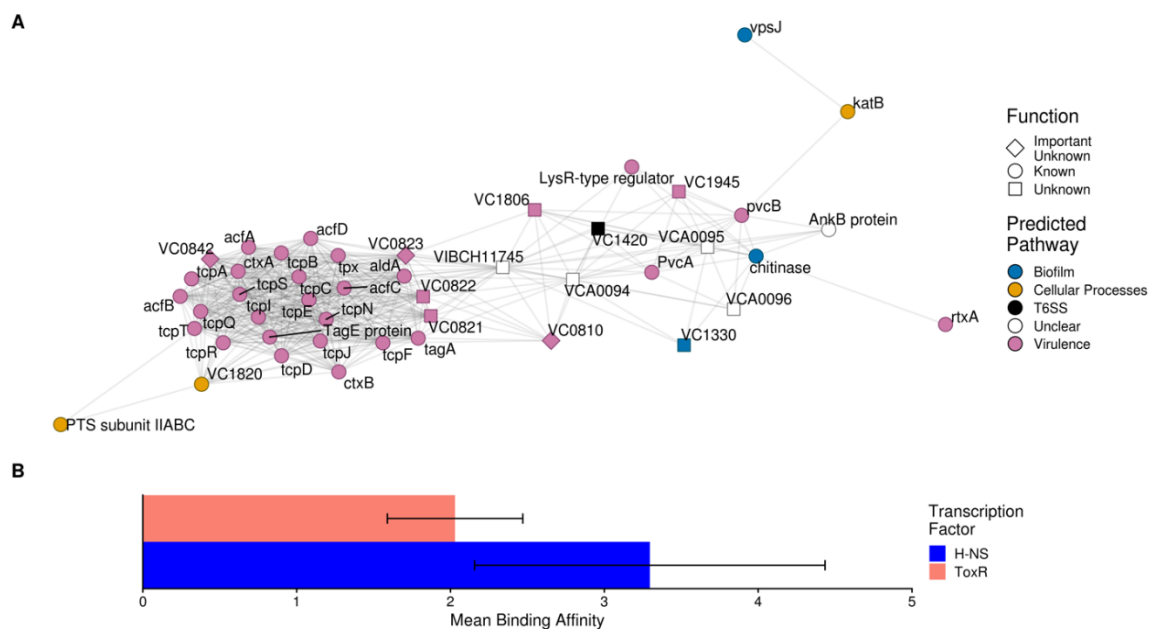 A
vpsJ
katB
Function
Important
Unknown
Known
Unknown
LysR-type regulator
VC1945
VC1806
pvcB
AnkB protein
acfD
VC1420
VCA0095
Predicted
Pathway
VC0842
acfA
VC0823
VIBCH11745
chitinase
Biofilm
ctxA
tcpB
tpx
aldA
PvcA
Cellular Processes
tcpA
tcpS
tcpC
acfC
VC0822
VCA0094
VCA0096
T6SS
acfB
tcpI
tcpE
tcpN
Unclear
tcpT
tcpQ
TagE protein
VC0821
VC0810
VC1330
rtxA
Virulence
tcpR
tcpJ
tcpF
tagA
VC1820
tcpD
ctxB
PTS subunit IIABC
B
Transcription
Factor
H-NS
ToxR
0 1 2 3 4 5
Mean Binding Affinity